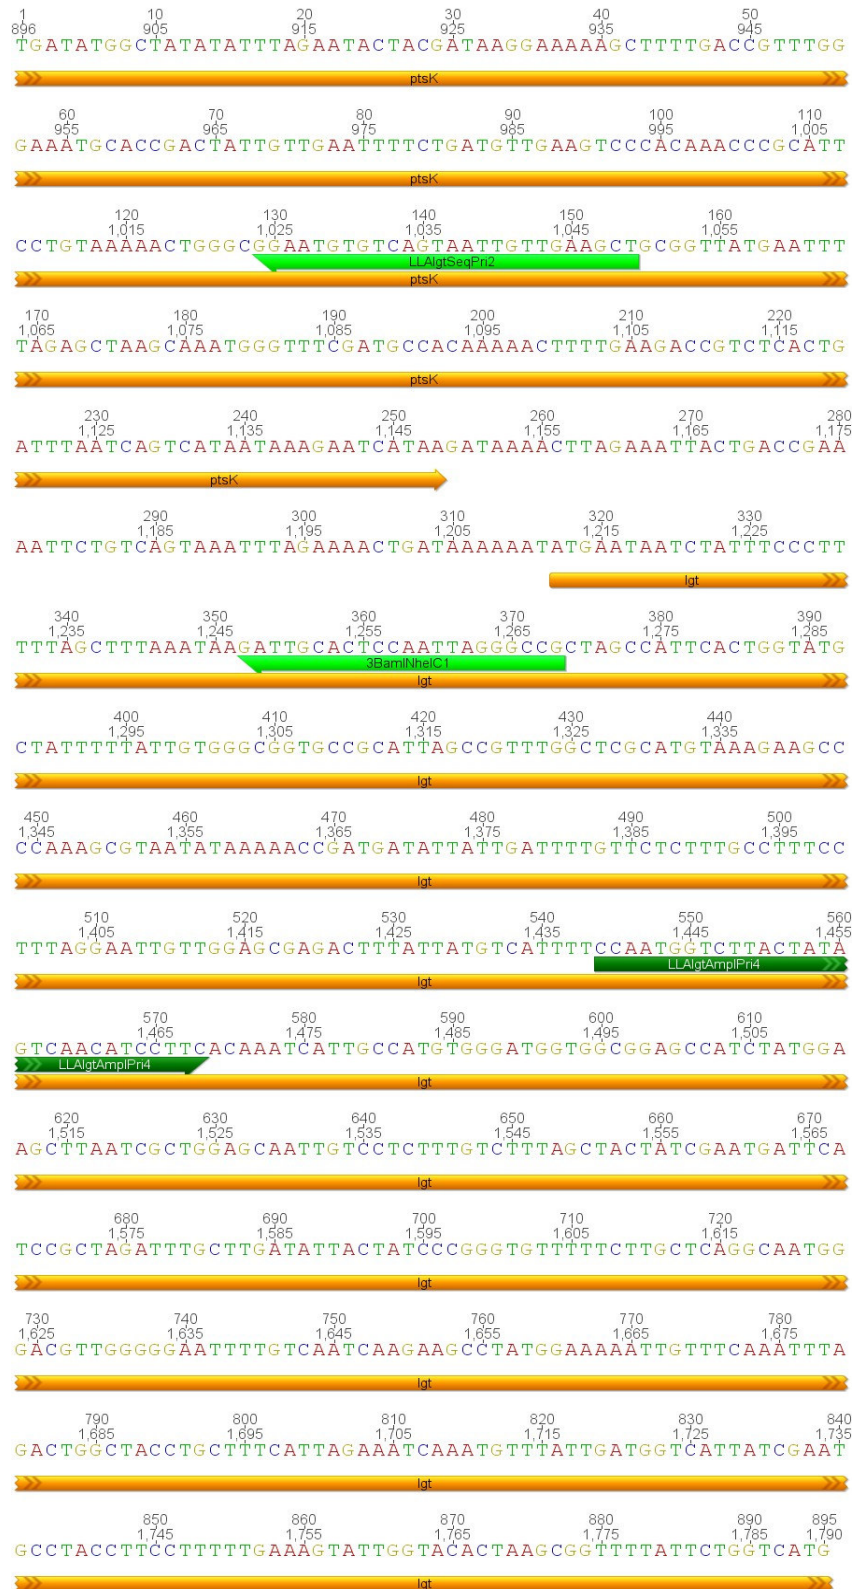 1 10 20 30 40 50
896 905 915 925 935 945
TGATATGGCTATATATTTAGAATACTACGATAAGGAAAAAGCTTTTGACCGTTTGG
ptsK
60 70 80 90 100 110
955 965 975 985 995 1,005
GAAATGCACCGACTATTGTTGAATTTTCTGATGTTGAAGTCCCACAAACCCGCATT
ptsK
120 130 140 150 160
1,015 1,025 1,035 1,045 1,055
CCTGTAAAAACTGGGCGGAATGTGTCAGTAATTGTTGAAGCTGCGGTTATGAATTT
LLAlgtSeqPri2
ptsK
170 180 190 200 210 220
1,065 1,075 1,085 1,095 1,105 1,115
TAGAGCTAAGCAAATGGGTTTCGATGCCACAAAAACTTTTGAAGACCGTCTCACTG
ptsK
230 240 250 260 270 280
1,125 1,135 1,145 1,155 1,165 1,175
ATTTAATCAGTCATAATAAAGAATCATAAGATAAAACTTAGAAATTACTGACCGAA
ptsK
290 300 310 320 330
1,185 1,195 1,205 1,215 1,225
AATTCTGTCAGTAAATTTAGAAAACTGATAAAAAATATGAATAATCTATTTCCCTT
lgt
340 350 360 370 380 390
1,235 1,245 1,255 1,265 1,275 1,285
TTTAGCTTTAAATAAGATTGCACTCCAATTAGGGCCGCTAGCCATTCACTGGTATG
3BamINheIC1
lgt
400 410 420 430 440
1,295 1,305 1,315 1,325 1,335
CTATTTTTATTGTGGGCGGTGCCGCATTAGCCGTTTGGCTCGCATGTAAAGAAGCC
lgt
450 460 470 480 490 500
1,345 1,355 1,365 1,375 1,385 1,395
CCAAAGCGTAATATAAAAACCGATGATATTATTGATTTTGTTCTCTTTGCCTTTCC
lgt
510 520 530 540 550 560
1,405 1,415 1,425 1,435 1,445 1,455
TTTAGGAATTGTTGGAGCGAGACTTTATTATGTCATTTTCCAATGGTCTTACTATA
LLAlgtAmplPri4
lgt
570 580 590 600 610
1,465 1,475 1,485 1,495 1,505
GTCAACATCCTTCACAAATCATTGCCATGTGGGATGGTGGCGGAGCCATCTATGGA
LLAlgtAmplPri4
lgt
620 630 640 650 660 670
1,515 1,525 1,535 1,545 1,555 1,565
AGCTTAATCGCTGGAGCAATTGTCCTCTTTGTCTTTAGCTACTATCGAATGATTCA
lgt
680 690 700 710 720
1,575 1,585 1,595 1,605 1,615
TCCGCTAGATTTGCTTGATATTACTATCCCGGGTGTTTTTCTTGCTCAGGCAATGG
lgt
730 740 750 760 770 780
1,625 1,635 1,645 1,655 1,665 1,675
GACGTTGGGGGAATTTTGTCAATCAAGAAGCCTATGGAAAAATTGTTTCAAATTTA
lgt
790 800 810 820 830 840
1,685 1,695 1,705 1,715 1,725 1,735
GACTGGCTACCTGCTTTCATTAGAAATCAAATGTTTATTGATGGTCATTATCGAAT
lgt
850 860 870 880 890 895
1,745 1,755 1,765 1,775 1,785 1,790
GCCTACCTTCCTTTTTGAAAGTATTGGTACACTAAGCGGTTTTATTCTGGTCATG
lgt